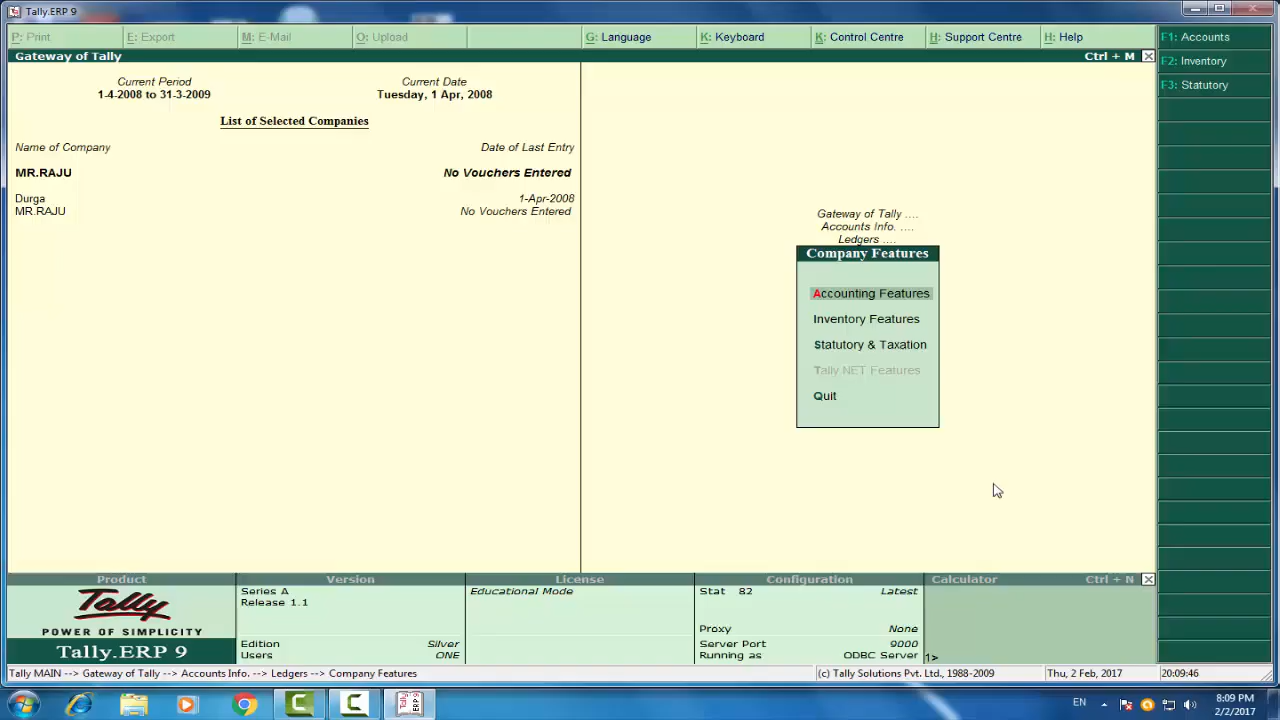 Tally.ERP 9
P: Print E: Export M: E-Mail O: Upload G: Language K: Keyboard K: Control Centre H: Support Centre H: Help F1: Accounts
Gateway of Tally Ctrl + M
F2: Inventory
F3: Statutory
Current Period Current Date
1-4-2008 to 31-3-2009 Tuesday, 1 Apr, 2008
List of Selected Companies
Name of Company Date of Last Entry
MR.RAJU No Vouchers Entered
Durga 1-Apr-2008
MR.RAJU No Vouchers Entered
Gateway of Tally ....
Accounts Info. ....
Ledgers ....
Company Features
Accounting Features
Inventory Features
Statutory & Taxation
Tally NET Features
Quit
Product Version License Configuration Calculator Ctrl + N
Tally
POWER OF SIMPLICITY
Tally.ERP 9
Series A
Release 1.1
Edition Silver
Users ONE
Educational Mode
Stat 82 Latest
Proxy None
Server Port 9000
Running as ODBC Server
1>
Tally MAIN --> Gateway of Tally --> Accounts Info. --> Ledgers --> Company Features (c) Tally Solutions Pvt. Ltd., 1988-2009 Thu, 2 Feb, 2017 20:09:46
EN 8:09 PM
2/2/2017